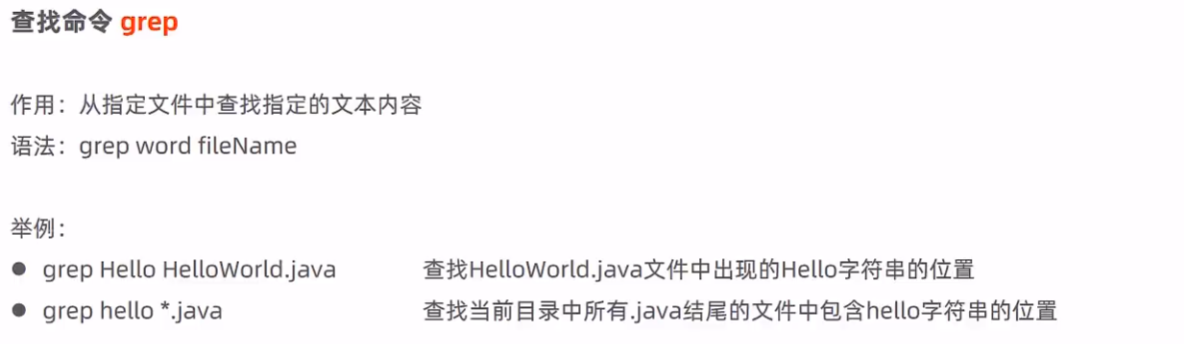 查找命令 grep
作用：从指定文件中查找指定的文本内容
语法：grep word fileName
举例：
● grep Hello HelloWorld.java 查找HelloWorld.java文件中出现的Hello字符串的位置
● grep hello *.java 查找当前目录中所有.java结尾的文件中包含hello字符串的位置